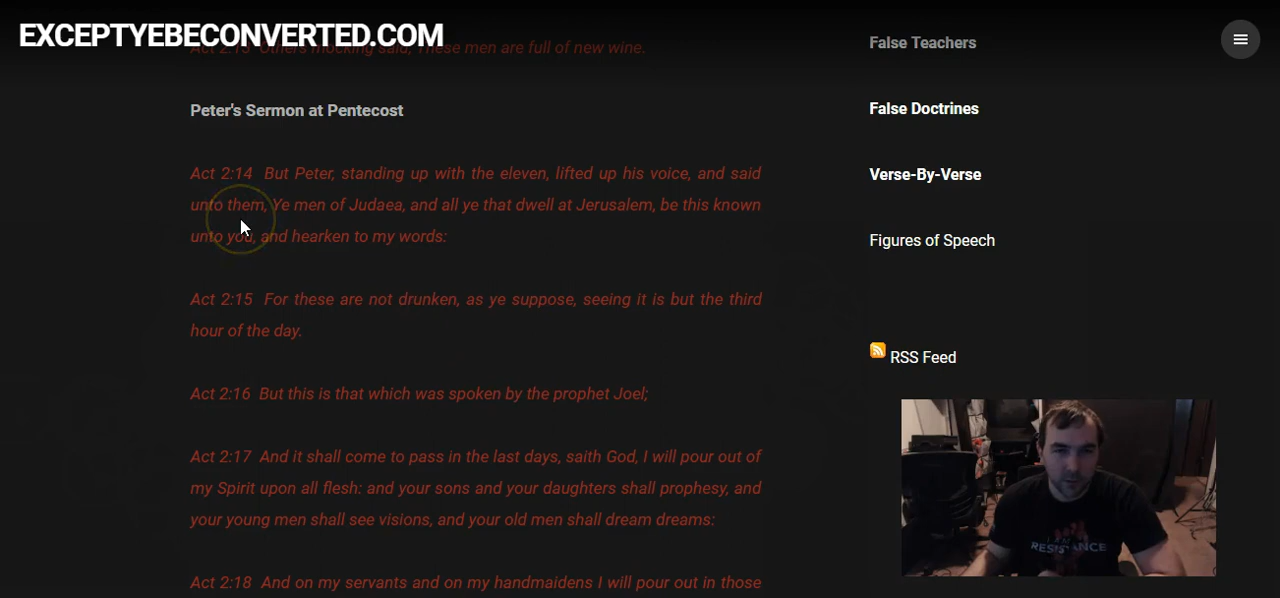 EXCEPTYEBECONVERTED.COM
Act 2:13 Others mocking said, These men are full of new wine.
Peter's Sermon at Pentecost
Act 2:14 But Peter, standing up with the eleven, lifted up his voice, and said
unto them, Ye men of Judaea, and all ye that dwell at Jerusalem, be this known
unto you, and hearken to my words:
Act 2:15 For these are not drunken, as ye suppose, seeing it is but the third
hour of the day.
Act 2:16 But this is that which was spoken by the prophet Joel;
Act 2:17 And it shall come to pass in the last days, saith God, I will pour out of
my Spirit upon all flesh: and your sons and your daughters shall prophesy, and
your young men shall see visions, and your old men shall dream dreams:
Act 2:18 And on my servants and on my handmaidens I will pour out in those
False Teachers
False Doctrines
Verse-By-Verse
Figures of Speech
RSS Feed